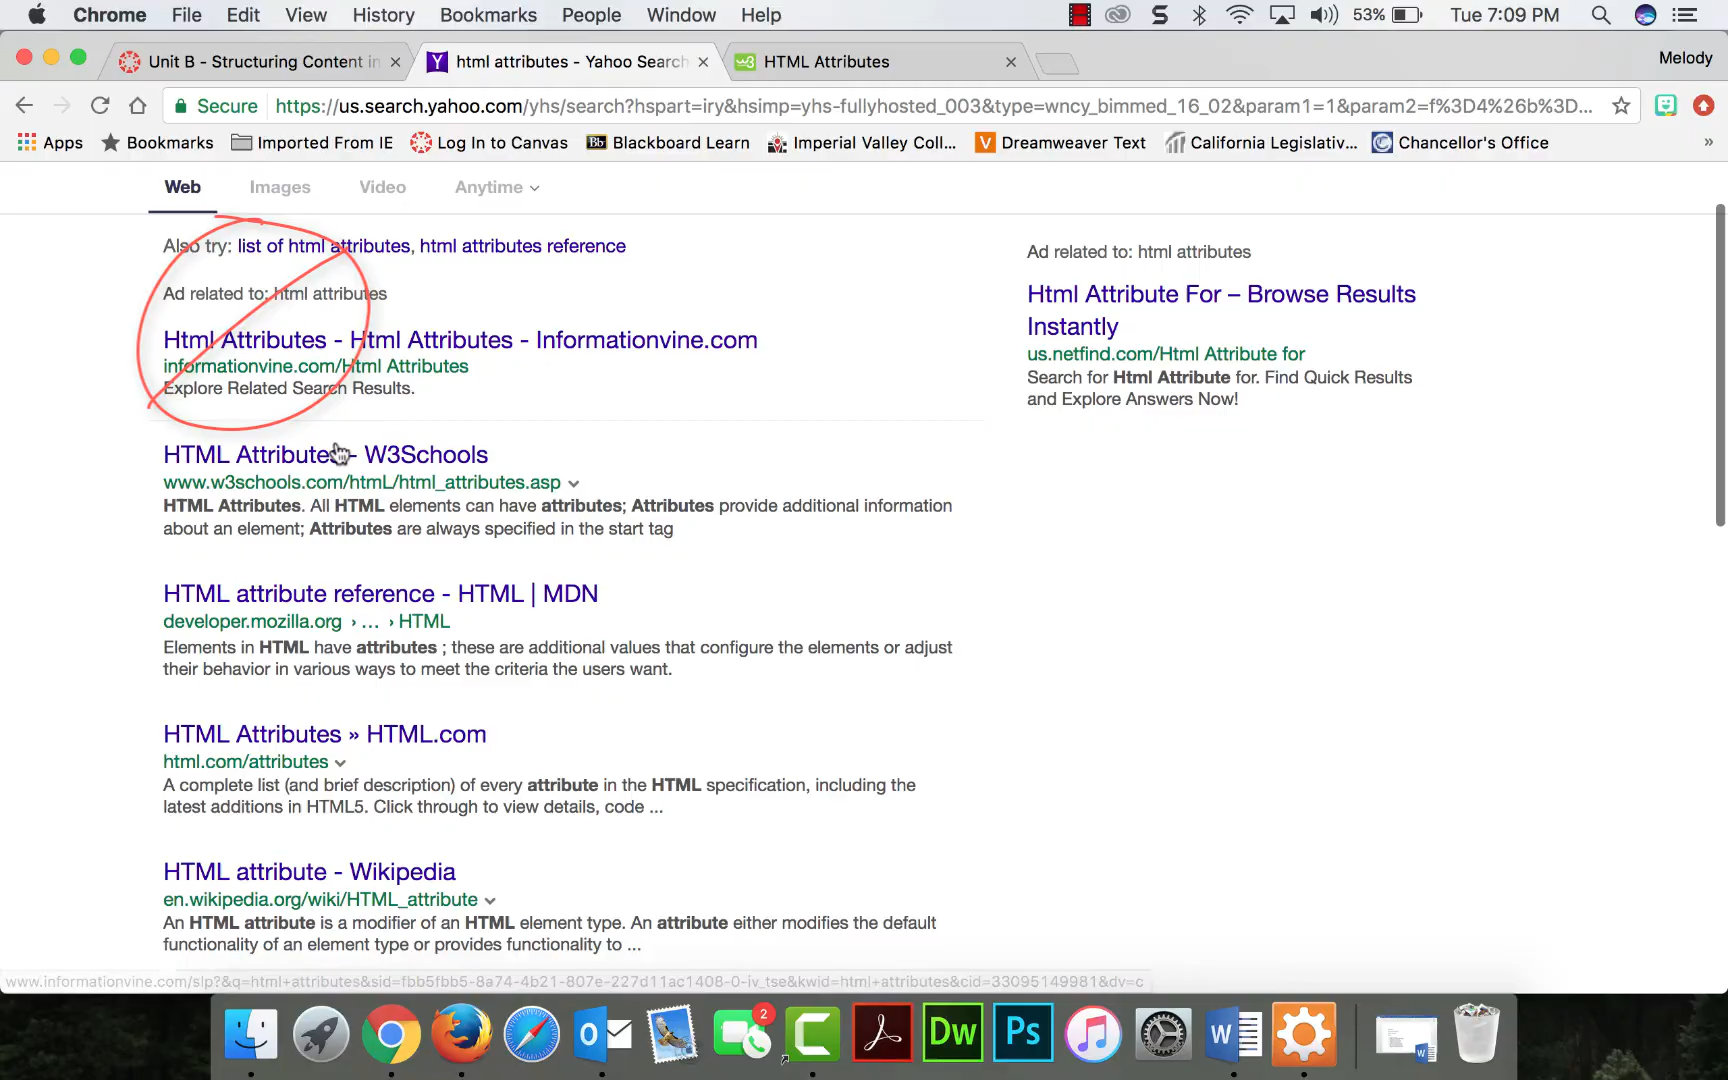 Chrome File Edit View History Bookmarks People Window Help 53% Tue 7:09 PM
Unit B - Structuring Content in html attributes - Yahoo Search HTML Attributes Melody
Secure https://us.search.yahoo.com/yhs/search?hspart=iry&hsimp=yhs-fullyhosted_003&type=wncy_bimmed_16_02&param1=1&param2=f%3D4%26b%3D...
Apps Bookmarks Imported From IE Log In to Canvas Bb Blackboard Learn Imperial Valley Coll... V Dreamweaver Text California Legislativ... Chancellor's Office »
Web Images Video Anytime
Also try: list of html attributes, html attributes reference
Ad related to: html attributes
Html Attributes - Html Attributes - Informationvine.com
informationvine.com/Html Attributes
Explore Related Search Results.
HTML Attributes - W3Schools
www.w3schools.com/htmL/html_attributes.asp
HTML Attributes. All HTML elements can have attributes; Attributes provide additional information
about an element; Attributes are always specified in the start tag
HTML attribute reference - HTML | MDN
developer.mozilla.org › ... › HTML
Elements in HTML have attributes ; these are additional values that configure the elements or adjust
their behavior in various ways to meet the criteria the users want.
HTML Attributes » HTML.com
html.com/attributes
A complete list (and brief description) of every attribute in the HTML specification, including the
latest additions in HTML5. Click through to view details, code ...
HTML attribute - Wikipedia
en.wikipedia.org/wiki/HTML_attribute
An HTML attribute is a modifier of an HTML element type. An attribute either modifies the default
functionality of an element type or provides functionality to ...
Ad related to: html attributes
Html Attribute For – Browse Results
Instantly
us.netfind.com/Html Attribute for
Search for Html Attribute for. Find Quick Results
and Explore Answers Now!
www.informationvine.com/slp?&q=html+attributes&sid=fbb5fbb5-8a74-4b21-807e-227d11ac1408-0-iv_tse&kwid=html+attributes&cid=33095149981&dv=c
2
Dw Ps